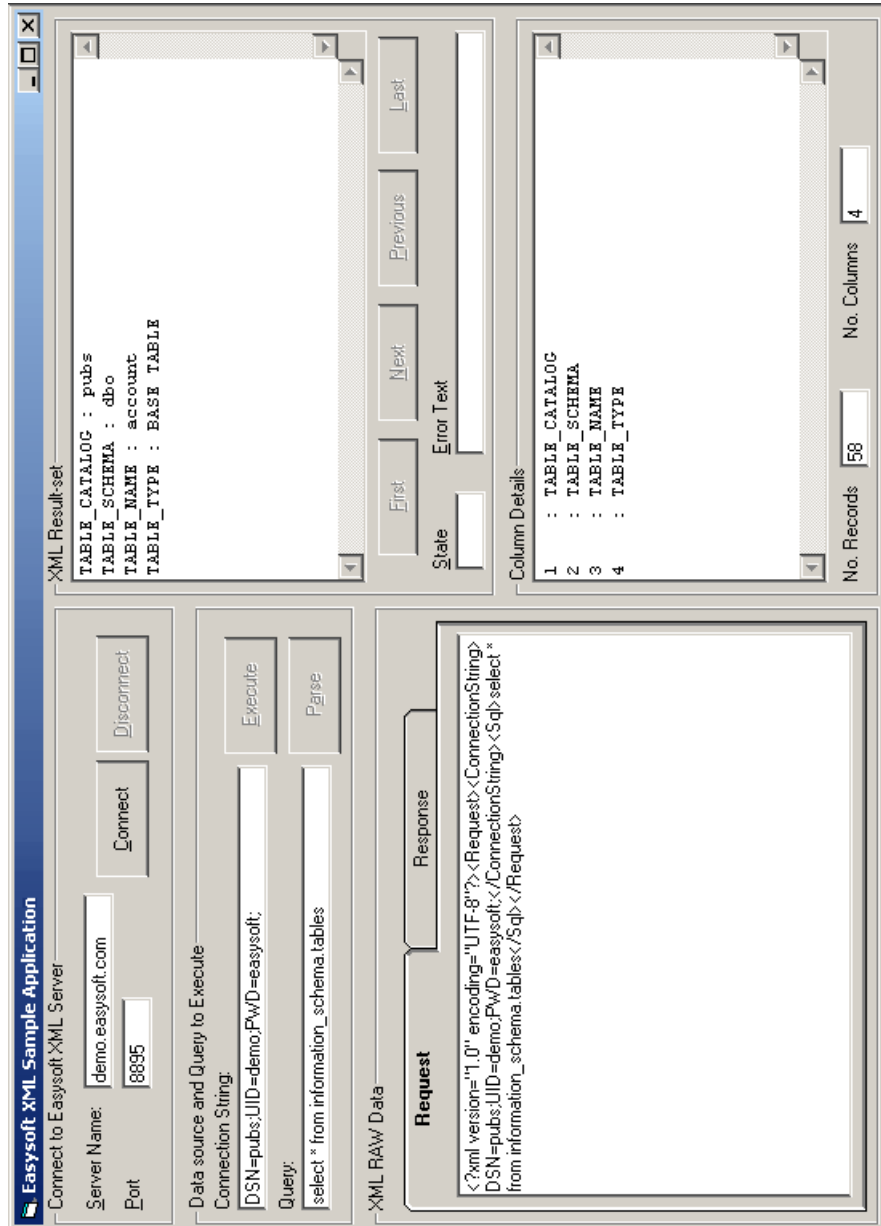 Easysoft XML Sample Application
Connect to Easysoft XML Server
Server Name:
demo.easysoft.com
Port
8895
Connect
Disconnect
Data source and Query to Execute
Connection String:
DSN=pubs;UID=demo;PWD=easysoft;
Execute
Query:
select * from information_schema.tables
Parse
XML RAW Data
Request
Response
<?xml version="1.0" encoding="UTF-8"?><Request><ConnectionString>
DSN=pubs;UID=demo;PWD=easysoft;</ConnectionString><Sql>select *
from information_schema.tables</Sql></Request>
XML Result-set
TABLE_CATALOG : pubs
TABLE_SCHEMA : dbo
TABLE_NAME : account
TABLE_TYPE : BASE TABLE
First
Next
Previous
Last
State
Error Text
Column Details
1 : TABLE_CATALOG
2 : TABLE_SCHEMA
3 : TABLE_NAME
4 : TABLE_TYPE
No. Records
58
No. Columns
4